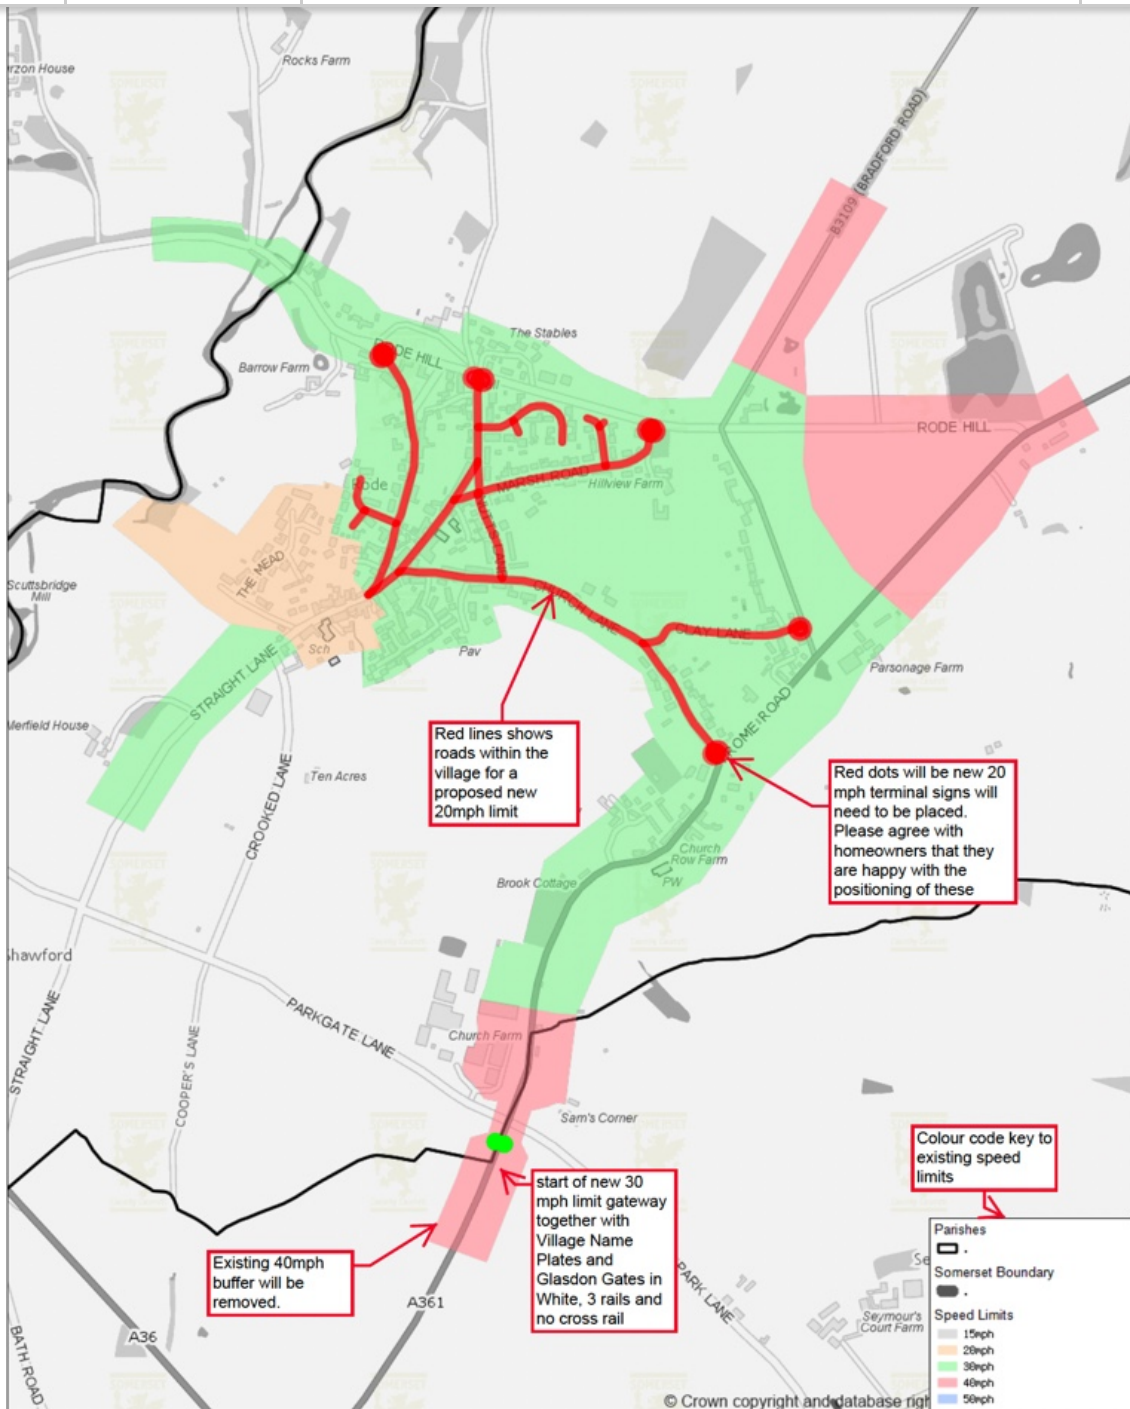 rzon House
Rocks Farm
B3109 (BRADFORD ROAD)
The Stables
RODE HILL
Barrow Farm
RODE HILL
MARSH ROAD
Hillview Farm
Rode
THE MEAD
Scuttsbridge
Mill
CHURCH LANE
CLAY LANE
Sch
Pav
Parsonage Farm
STRAIGHT LANE
Merfield House
Ten Acres
CROOKED LANE
Red lines shows
roads within the
village for a
proposed new
20mph limit
Red dots will be new 20
mph terminal signs will
need to be placed.
Please agree with
homeowners that they
are happy with the
positioning of these
Church
Row Farm
PW
Brook Cottage
hawford
STRAIGHT LANE
COOPER'S LANE
PARKGATE LANE
Church Farm
Sam's Corner
Colour code key to
existing speed
limits
start of new 30
mph limit gateway
together with
Village Name
Plates and
Glasdon Gates in
White, 3 rails and
no cross rail
Existing 40mph
buffer will be
removed.
A361
A36
BATH ROAD
PARK LANE
Se
Seymour's
Court Farm
Parishes
Somerset Boundary
Speed Limits
15mph
20mph
30mph
40mph
50mph
© Crown copyright and database righ